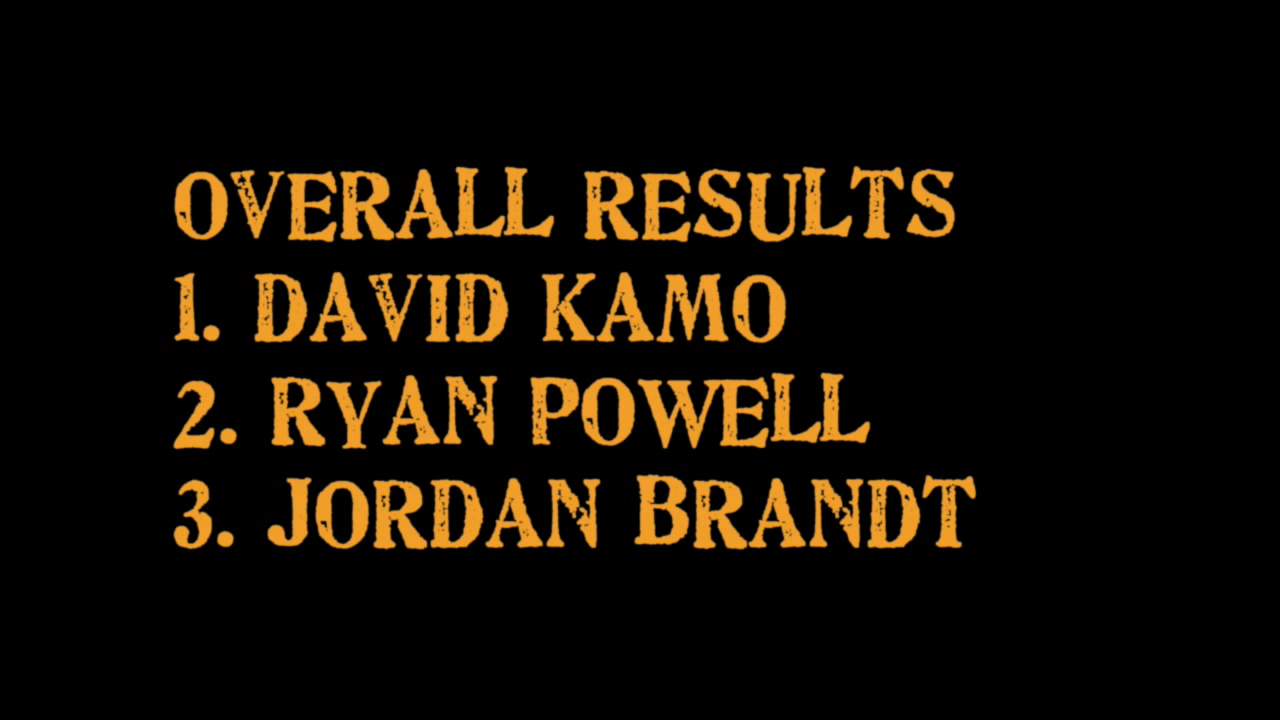 OVERALL RESULTS
1. DAVID KAMO
2. RYAN POWELL
3. JORDAN BRANDT